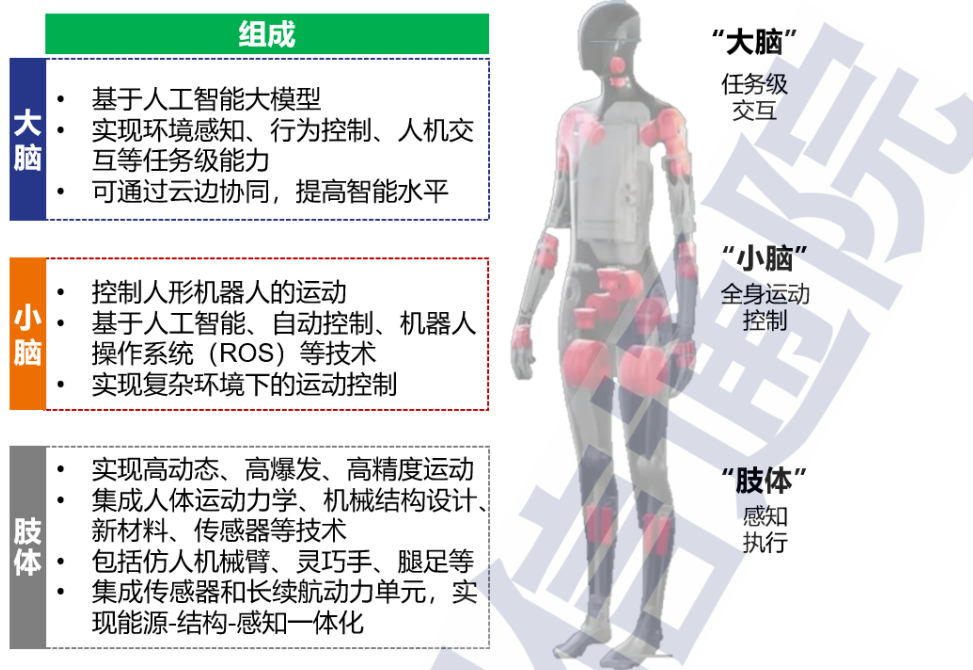 组成
大脑
• 基于人工智能大模型
• 实现环境感知、行为控制、人机交
互等任务级能力
• 可通过云边协同，提高智能水平
小脑
• 控制人形机器人的运动
• 基于人工智能、自动控制、机器人
操作系统（ROS）等技术
• 实现复杂环境下的运动控制
肢体
• 实现高动态、高爆发、高精度运动
• 集成人体运动力学、机械结构设计、
新材料、传感器等技术
• 包括仿人机械臂、灵巧手、腿足等
• 集成传感器和长续航动力单元，实
现能源-结构-感知一体化
“大脑”
任务级
交互
“小脑”
全身运动
控制
“肢体”
感知
执行
信通院